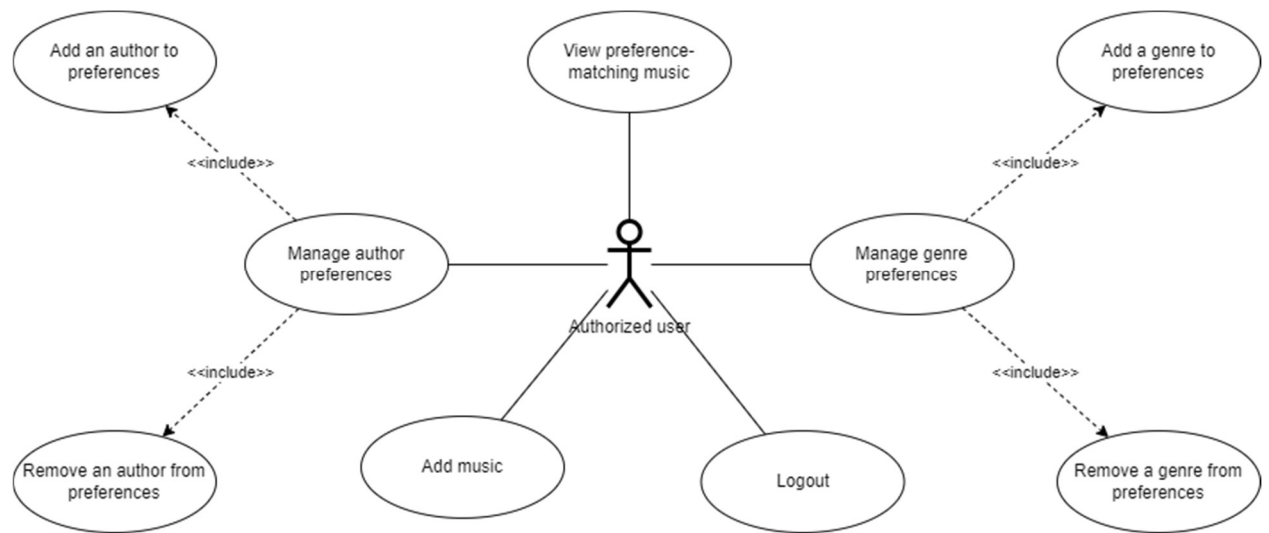 Add an author to
preferences
View preference-
matching music
Add a genre to
preferences
<<include>>
<<include>>
Manage author
preferences
Manage genre
preferences
Authorized user
<<include>>
<<include>>
Remove an author from
preferences
Add music
Logout
Remove a genre from
preferences